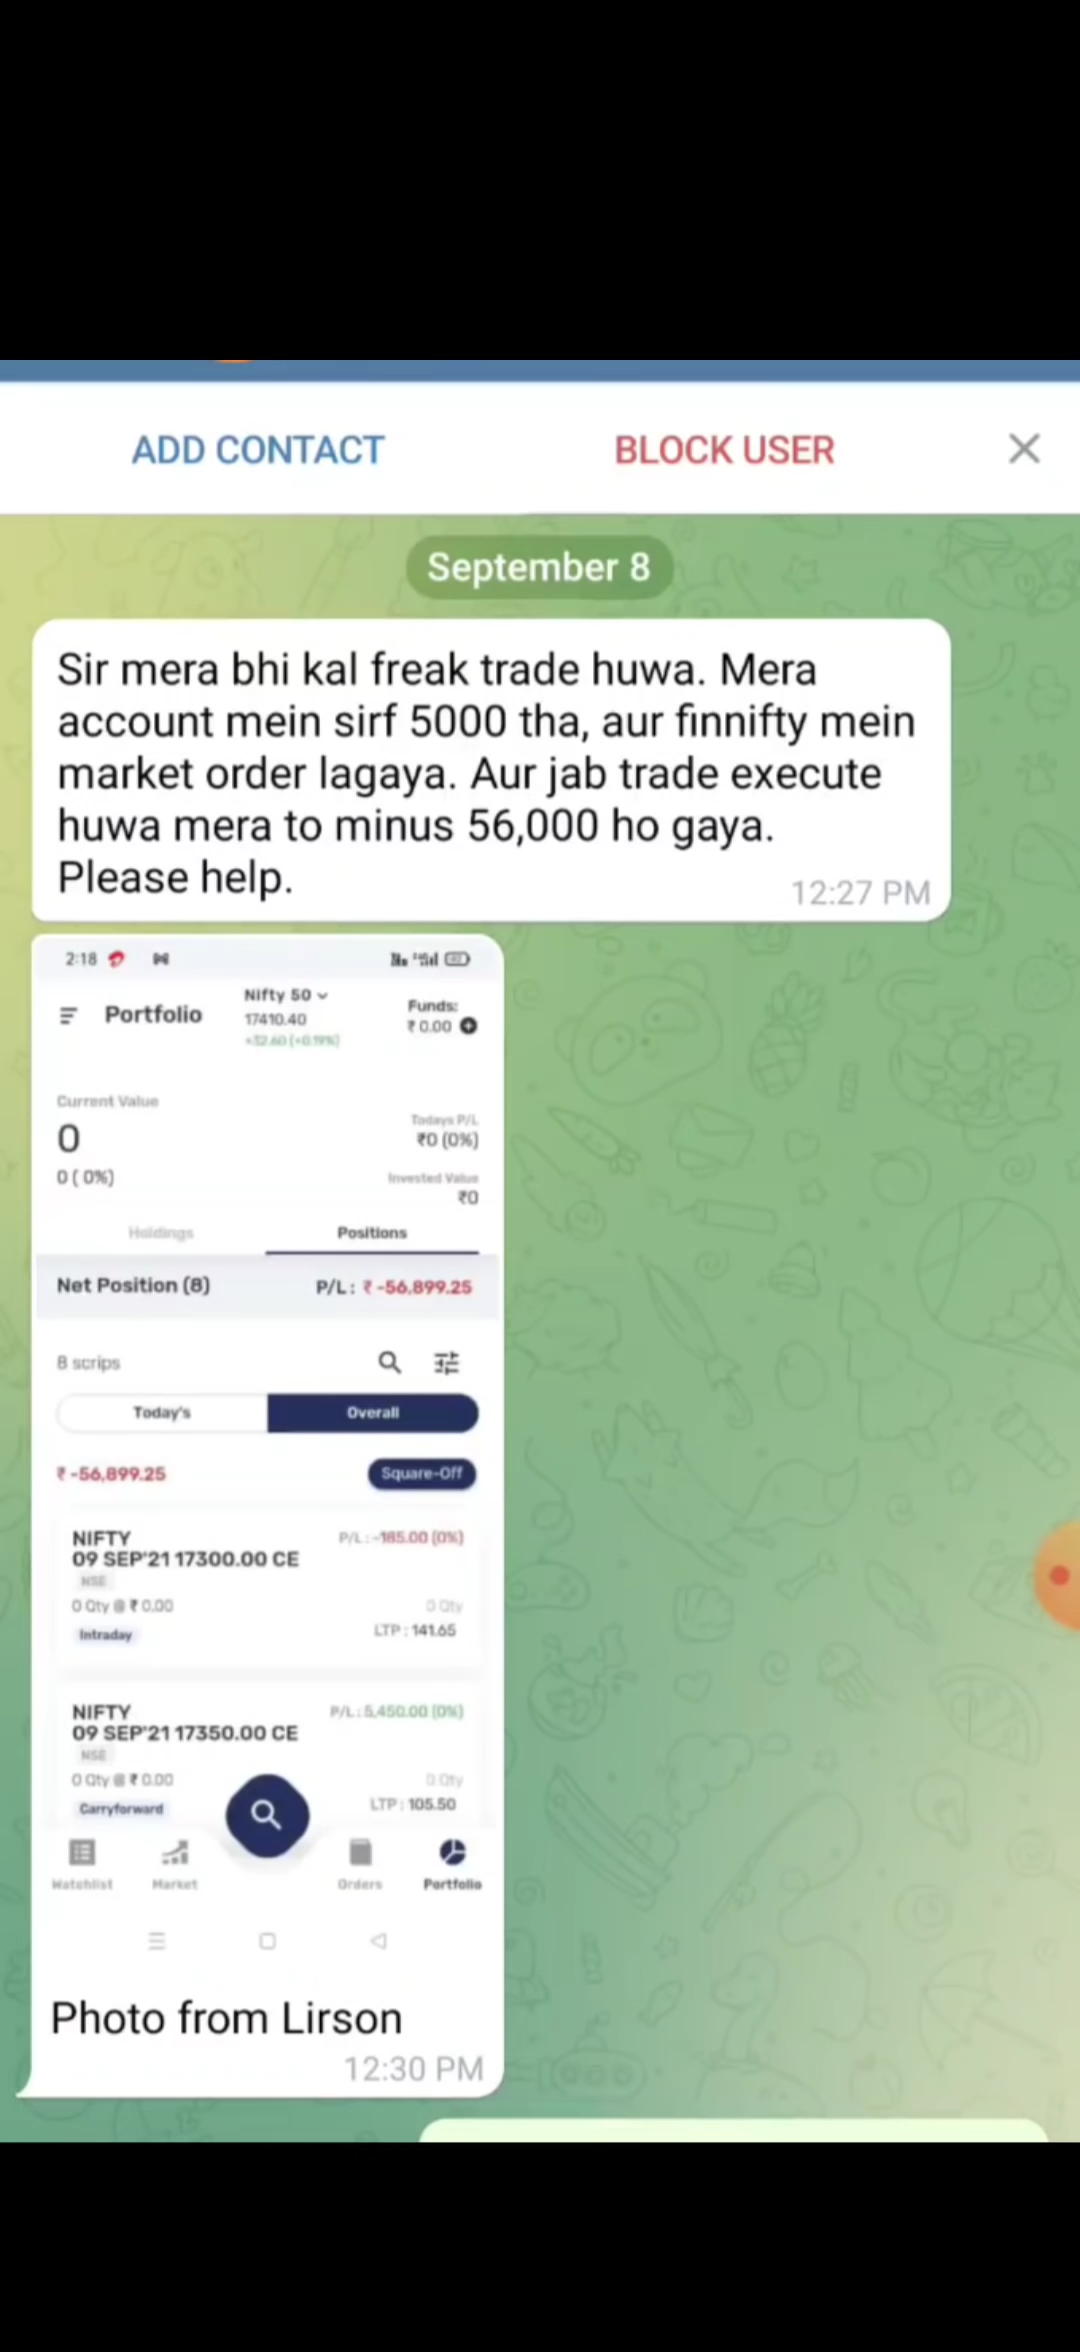 ADD CONTACT BLOCK USER
September 8
Sir mera bhi kal freak trade huwa. Mera
account mein sirf 5000 tha, aur finnifty mein
market order lagaya. Aur jab trade execute
huwa mera to minus 56,000 ho gaya.
Please help.
12:27 PM
2:18
Portfolio
Nifty 50
17410.40
+32.60 (+0.19%)
Funds:
₹ 0.00
Current Value
0
0 ( 0%)
Todays P/L
₹0 (0%)
Invested Value
₹0
Holdings Positions
Net Position (8) P/L: ₹ -56,899.25
8 scrips
Today's Overall
₹ -56,899.25 Square-Off
NIFTY P/L : -185.00 (0%)
09 SEP'21 17300.00 CE
NSE
0 Qty @ ₹ 0.00 0 Qty
Intraday LTP : 141.65
NIFTY P/L : 5,450.00 (0%)
09 SEP'21 17350.00 CE
NSE
0 Qty @ ₹ 0.00 0 Qty
Carryforward LTP : 105.50
Watchlist Market Orders Portfolio
Photo from Lirson
12:30 PM